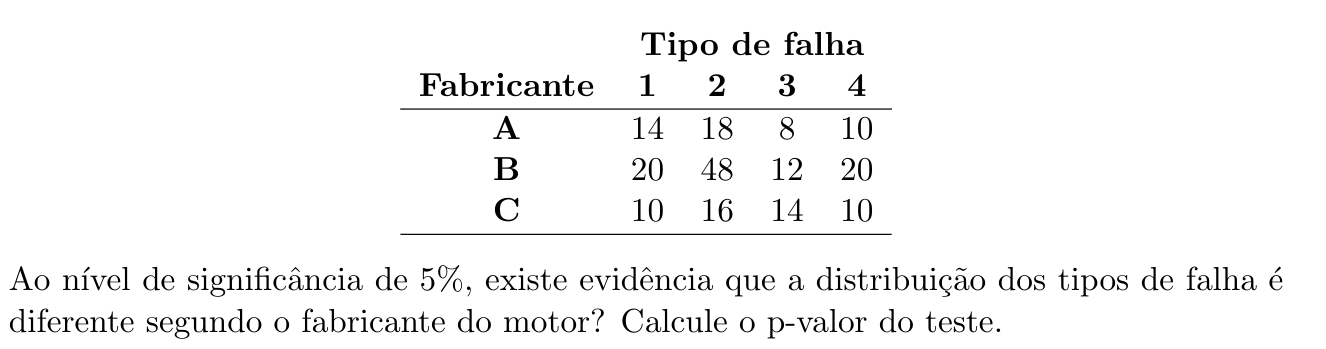 Tipo de falha
Fabricante 1 2 3 4
A 14 18 8 10
B 20 48 12 20
C 10 16 14 10
Ao nível de significância de 5%, existe evidência que a distribuição dos tipos de falha é
diferente segundo o fabricante do motor? Calcule o p-valor do teste.